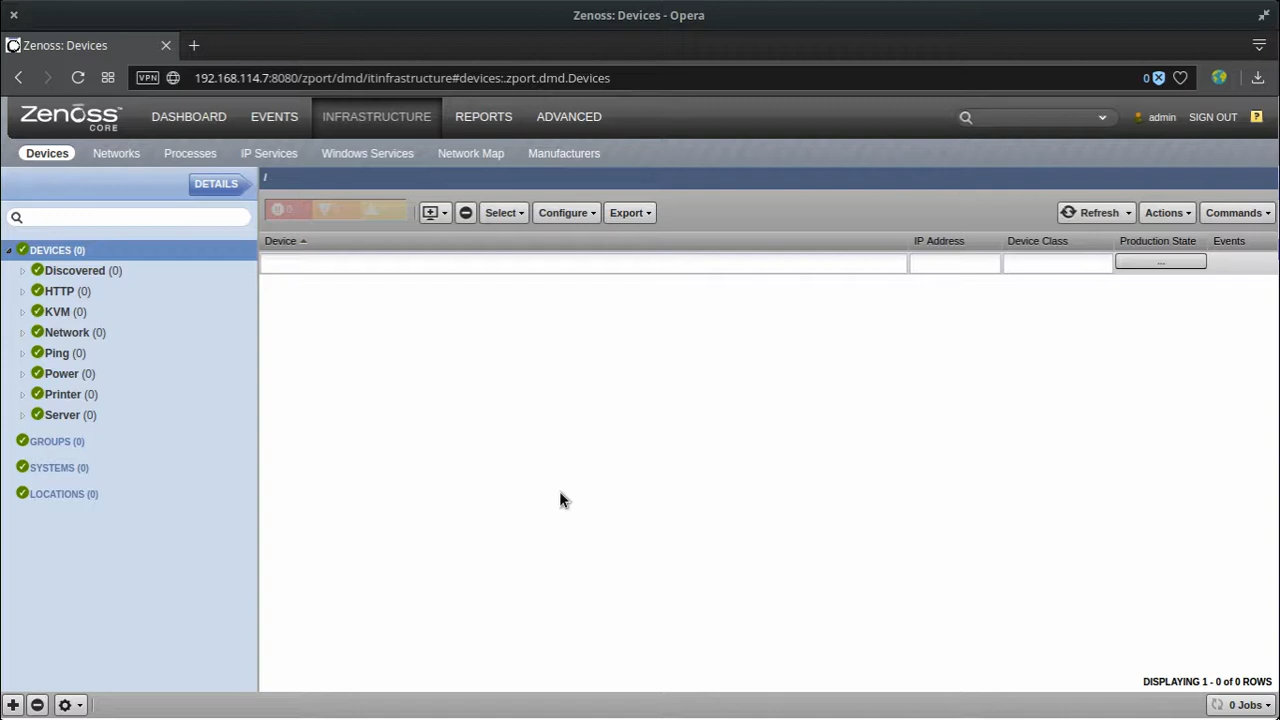 Zenoss: Devices - Opera
Zenoss: Devices
VPN 192.168.114.7:8080/zport/dmd/itinfrastructure#devices:.zport.dmd.Devices 0
Zenoss CORE DASHBOARD EVENTS INFRASTRUCTURE REPORTS ADVANCED admin SIGN OUT ?
Devices Networks Processes IP Services Windows Services Network Map Manufacturers
DETAILS /
Select Configure Export Refresh Actions Commands
Device IP Address Device Class Production State Events
...
DEVICES (0)
Discovered (0)
HTTP (0)
KVM (0)
Network (0)
Ping (0)
Power (0)
Printer (0)
Server (0)
GROUPS (0)
SYSTEMS (0)
LOCATIONS (0)
DISPLAYING 1 - 0 of 0 ROWS
0 Jobs